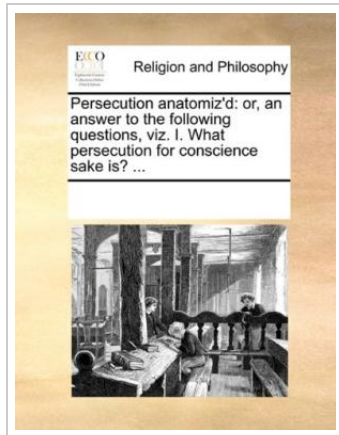 ECCO
Religion and Philosophy
Persecution anatomiz'd: or, an
answer to the following
questions, viz. I. What
persecution for conscience
sake is? ...